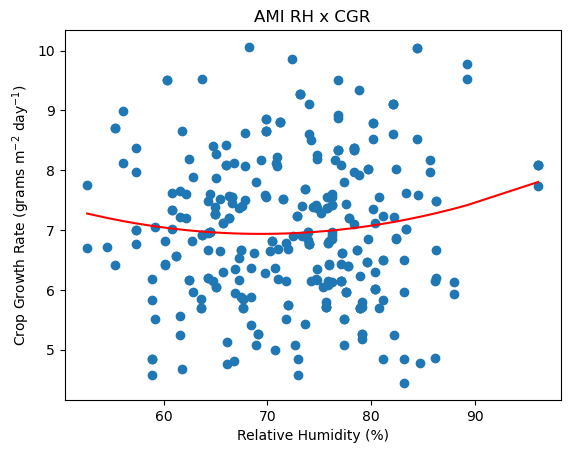 AMI RH x CGR
10
9
8
7
6
5
Crop Growth Rate (grams m⁻² day⁻¹)
60 70 80 90
Relative Humidity (%)